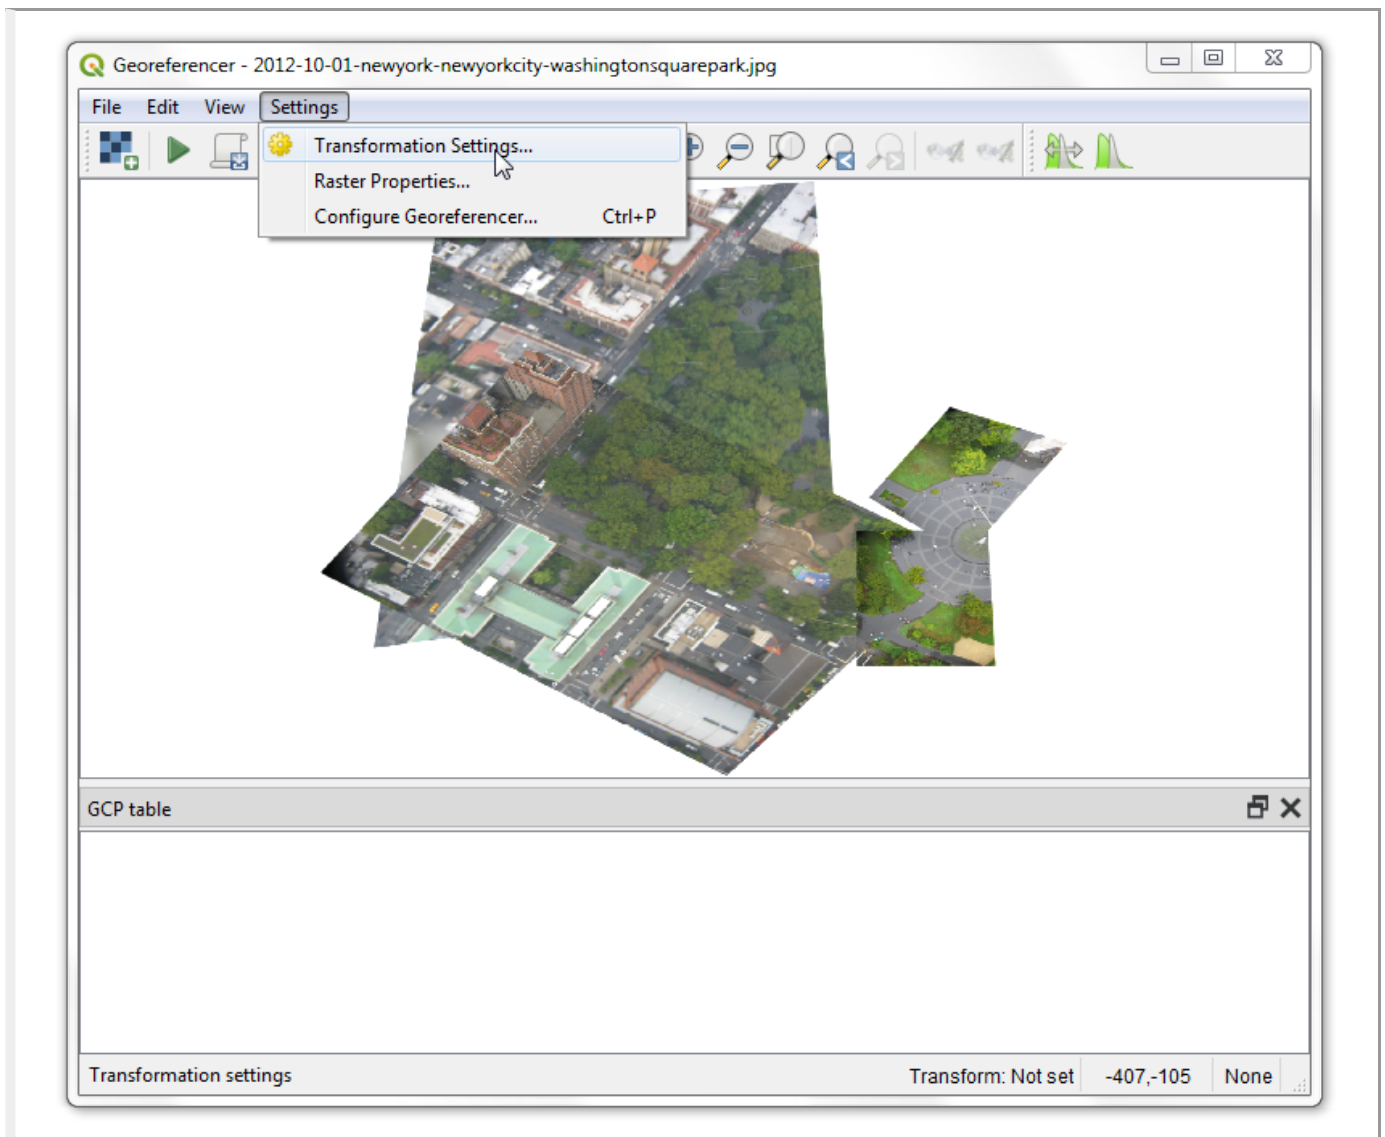 Georeferencer - 2012-10-01-newyork-newyorkcity-washingtonsquarepark.jpg
File Edit View Settings
Transformation Settings...
Raster Properties...
Configure Georeferencer... Ctrl+P
GCP table
Transformation settings Transform: Not set -407,-105 None